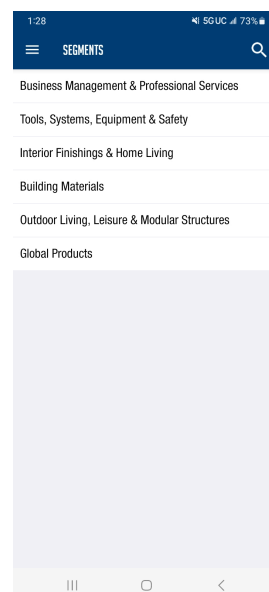 1:28 5GUC 73%
SEGMENTS
Business Management & Professional Services
Tools, Systems, Equipment & Safety
Interior Finishings & Home Living
Building Materials
Outdoor Living, Leisure & Modular Structures
Global Products